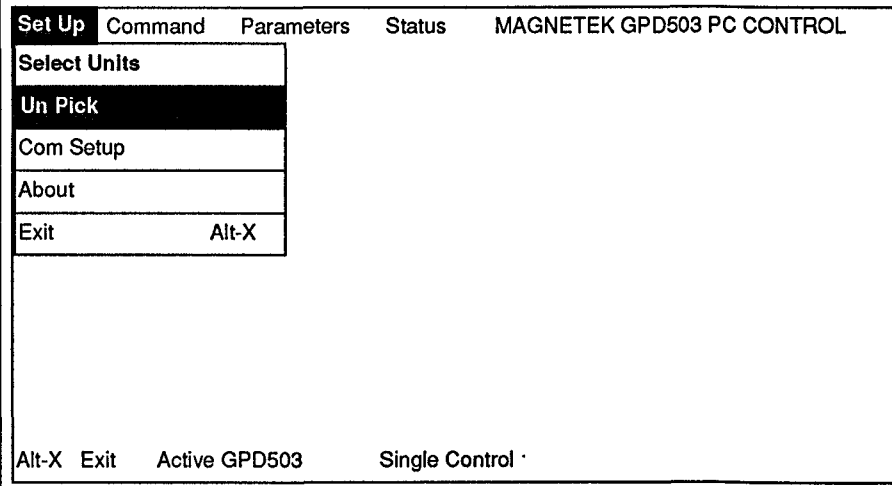 Set Up Command Parameters Status MAGNETEK GPD503 PC CONTROL
Select Units
Un Pick
Com Setup
About
Exit Alt-X
Alt-X Exit Active GPD503 Single Control